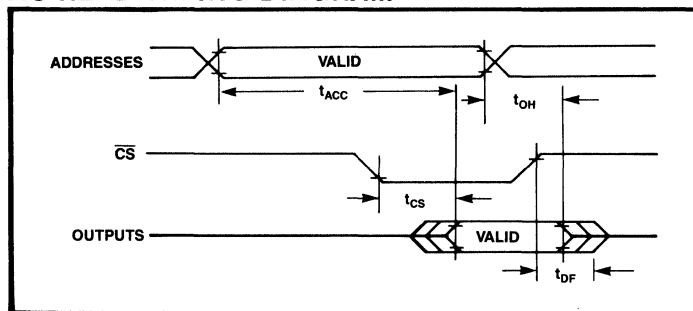 ADDRESSES
VALID
tACC
tOH
CS
tCS
OUTPUTS
VALID
tDF